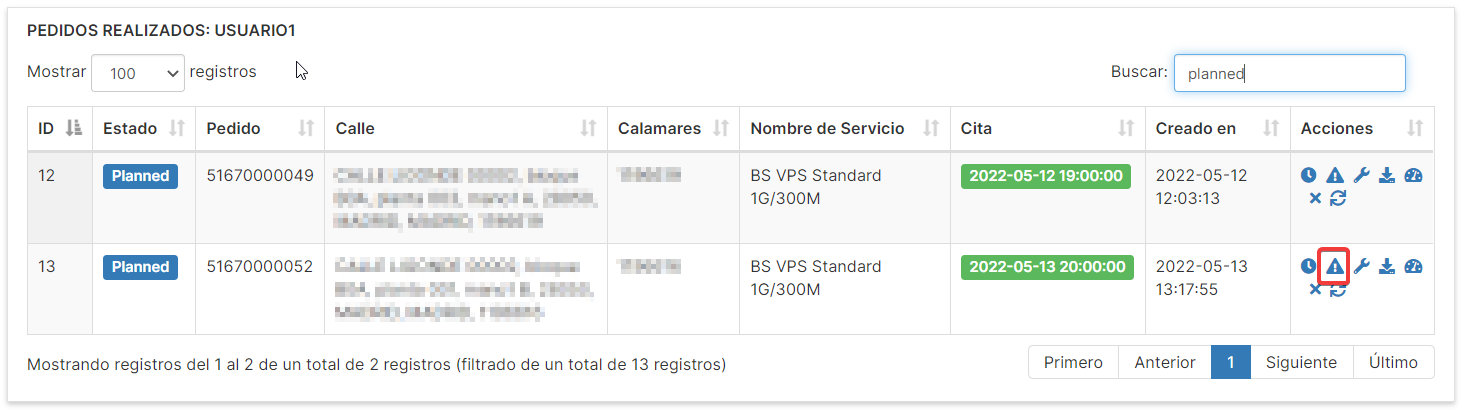 PEDIDOS REALIZADOS: USUARIO1
Mostrar 100 registros Buscar: planned
ID Estado Pedido Calle Calamares Nombre de Servicio Cita Creado en Acciones
12 Planned 51670000049 BS VPS Standard 2022-05-12 19:00:00 2022-05-12
1G/300M 12:03:13
13 Planned 51670000052 BS VPS Standard 2022-05-13 20:00:00 2022-05-13
1G/300M 13:17:55
Mostrando registros del 1 al 2 de un total de 2 registros (filtrado de un total de 13 registros) Primero Anterior 1 Siguiente Último